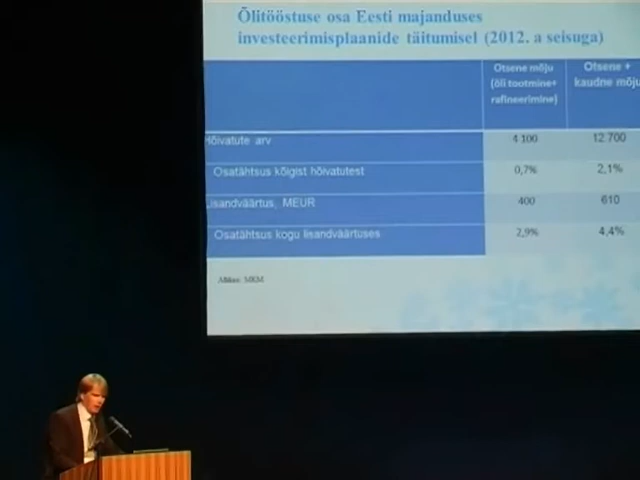 Õlitööstuse osa Eesti majanduses
investeerimisplaanide täitumisel (2012. a seisuga)
Otsene mõju
(õli tootmine+
rafineerimine)
Otsene +
kaudne mõju
Hõivatute arv 4 100 12 700
Osatähtsus kõigist hõivatutest 0,7% 2,1%
Lisandväärtus, MEUR 400 610
Osatähtsus kogu lisandväärtuses 2,9% 4,4%
Allikas: MKM